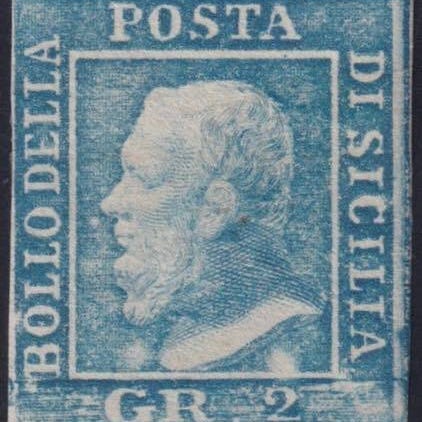 BOLLO DELLA
POSTA
DI SICILIA
GR. 2